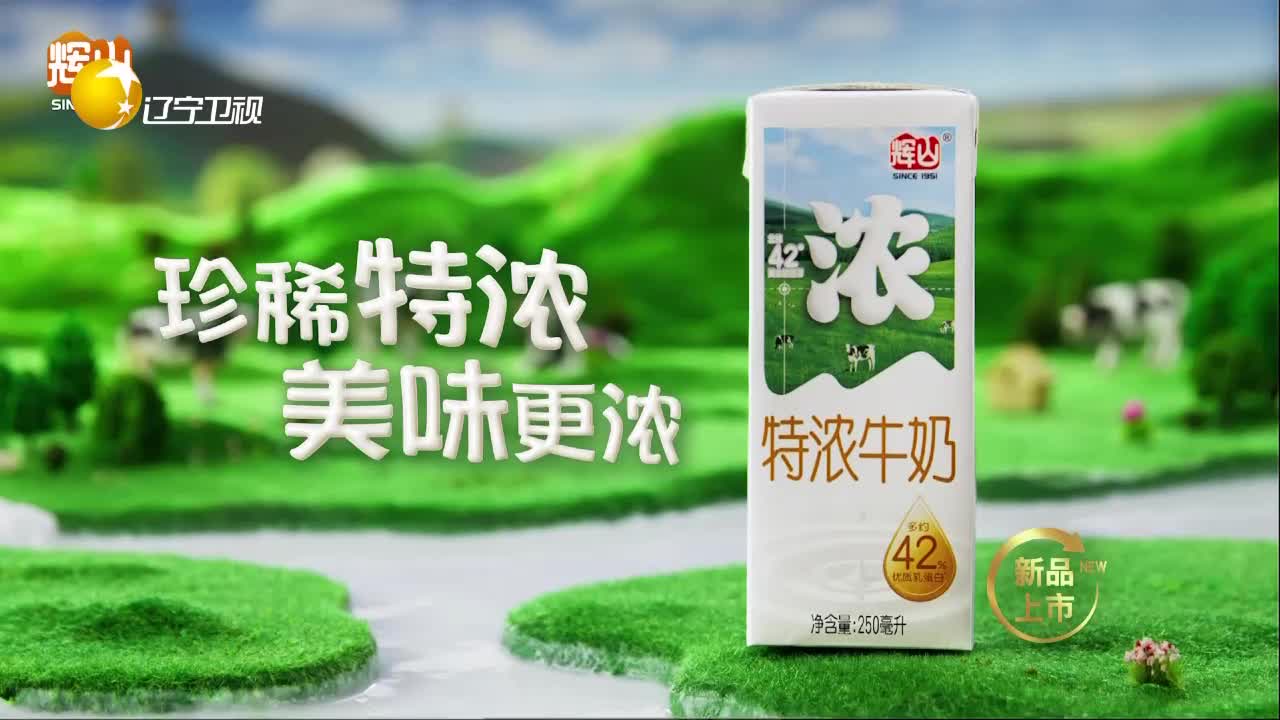 辉山
辽宁卫视
珍稀特浓
美味更浓
辉山®
SINCE 1951
42°
浓
特浓牛奶
多约
42%
优质乳蛋白
净含量:250毫升
新品
NEW
上市